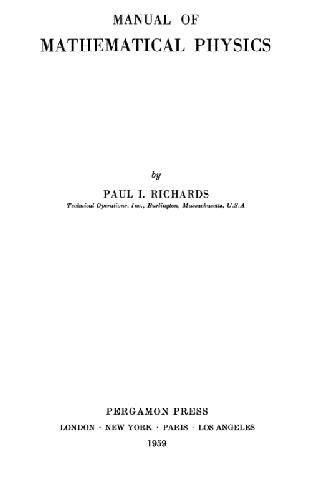 MANUAL OF
MATHEMATICAL PHYSICS
by
PAUL I. RICHARDS
Technical Operations, Inc., Burlington, Massachusetts, U.S.A
PERGAMON PRESS
LONDON · NEW YORK · PARIS · LOS ANGELES
1959